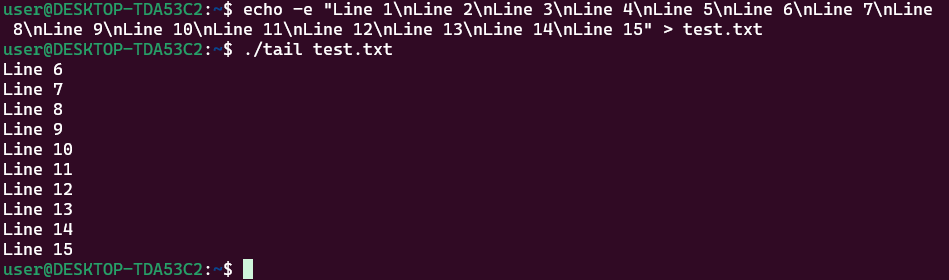 user@DESKTOP-TDA53C2:~$ echo -e "Line 1\nLine 2\nLine 3\nLine 4\nLine 5\nLine 6\nLine 7\nLine
 8\nLine 9\nLine 10\nLine 11\nLine 12\nLine 13\nLine 14\nLine 15" > test.txt
user@DESKTOP-TDA53C2:~$ ./tail test.txt
Line 6
Line 7
Line 8
Line 9
Line 10
Line 11
Line 12
Line 13
Line 14
Line 15
user@DESKTOP-TDA53C2:~$